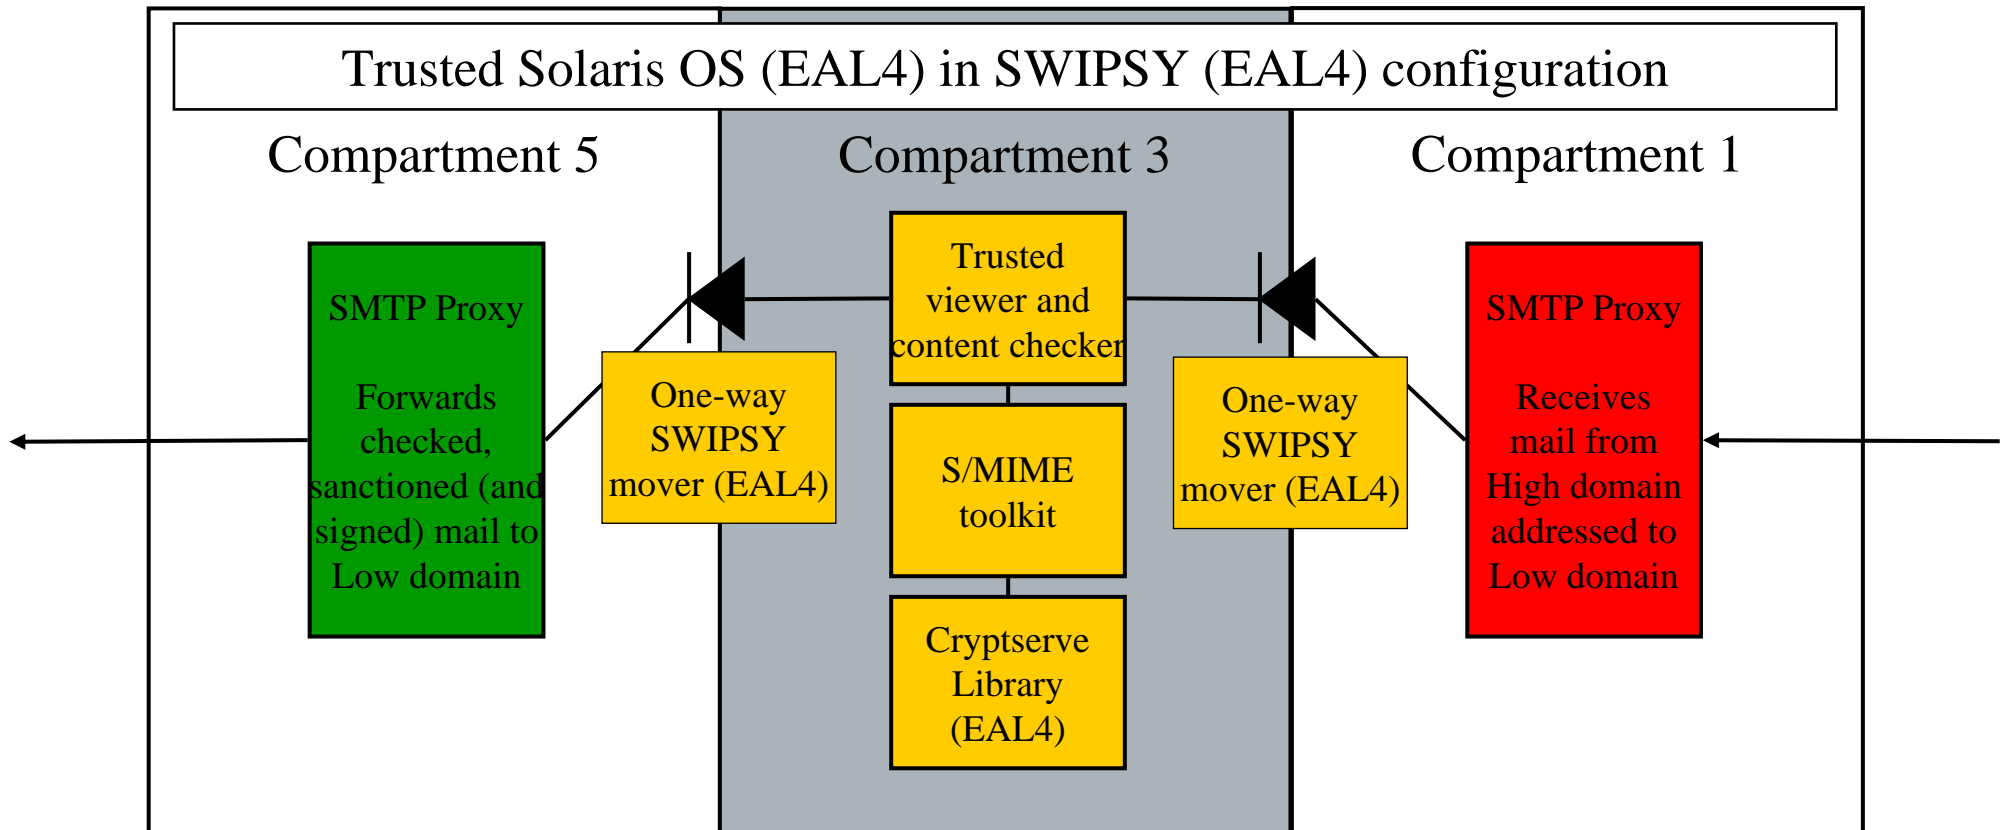 Trusted Solaris OS (EAL4) in SWIPSY (EAL4) configuration
Compartment 5
Compartment 3
Compartment 1
SMTP Proxy
Forwards
checked,
sanctioned (and
signed) mail to
Low domain
One-way
SWIPSY
mover (EAL4)
Trusted
viewer and
content checker
S/MIME
toolkit
Cryptserve
Library
(EAL4)
One-way
SWIPSY
mover (EAL4)
SMTP Proxy
Receives
mail from
High domain
addressed to
Low domain